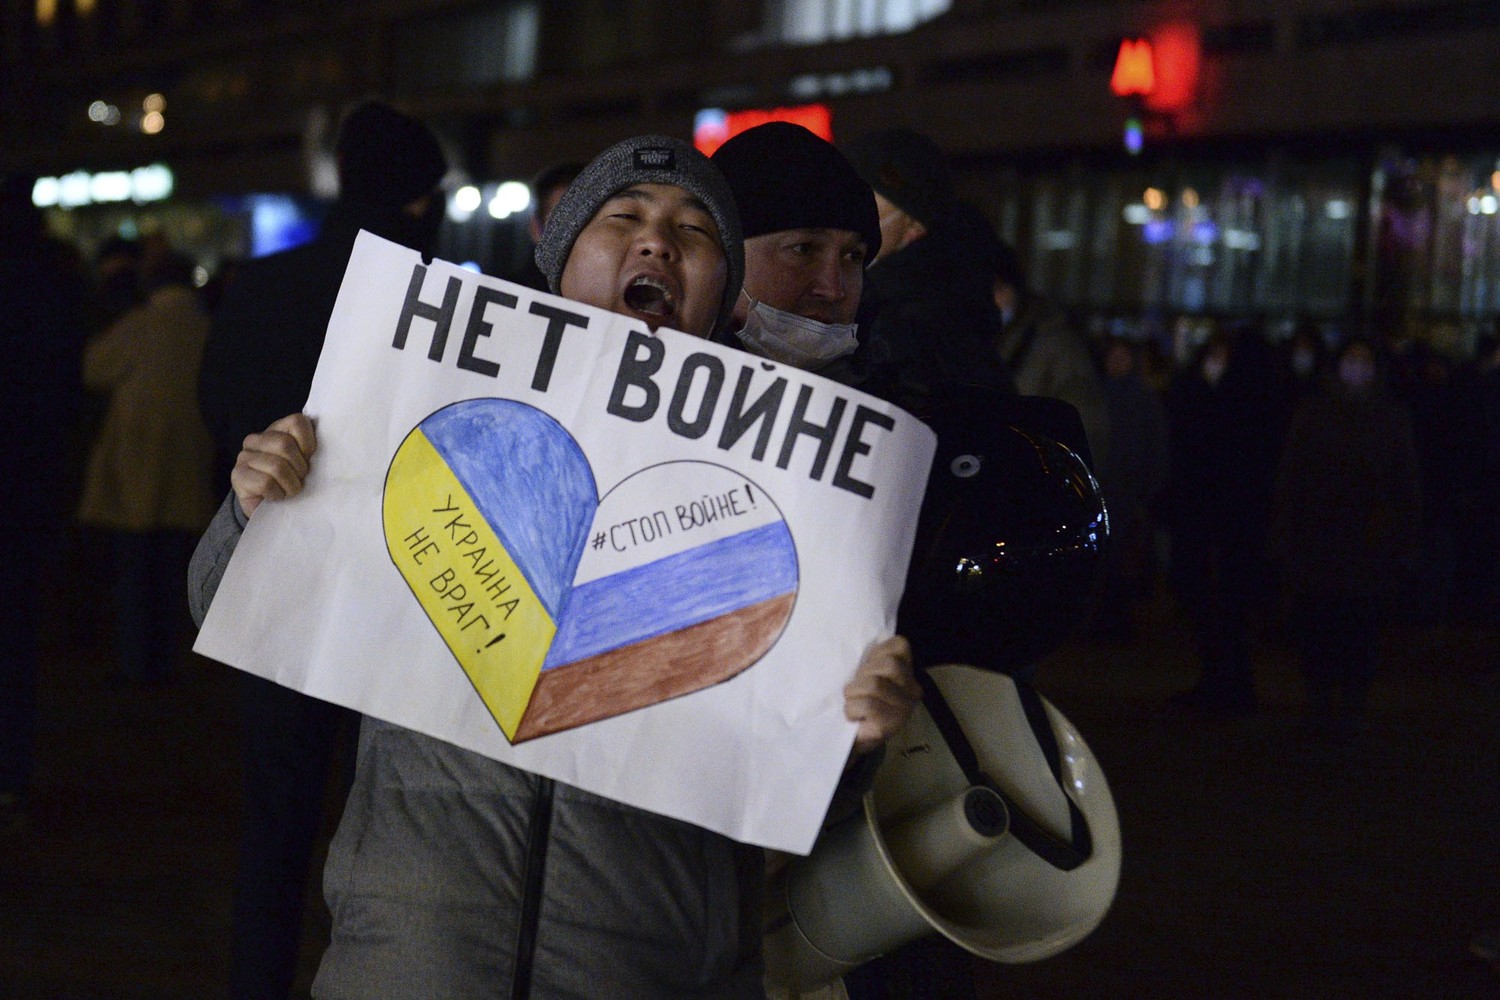 НЕТ ВОЙНЕ
УКРАИНА
НЕ ВРАГ!
#СТОП ВОЙНЕ!
М